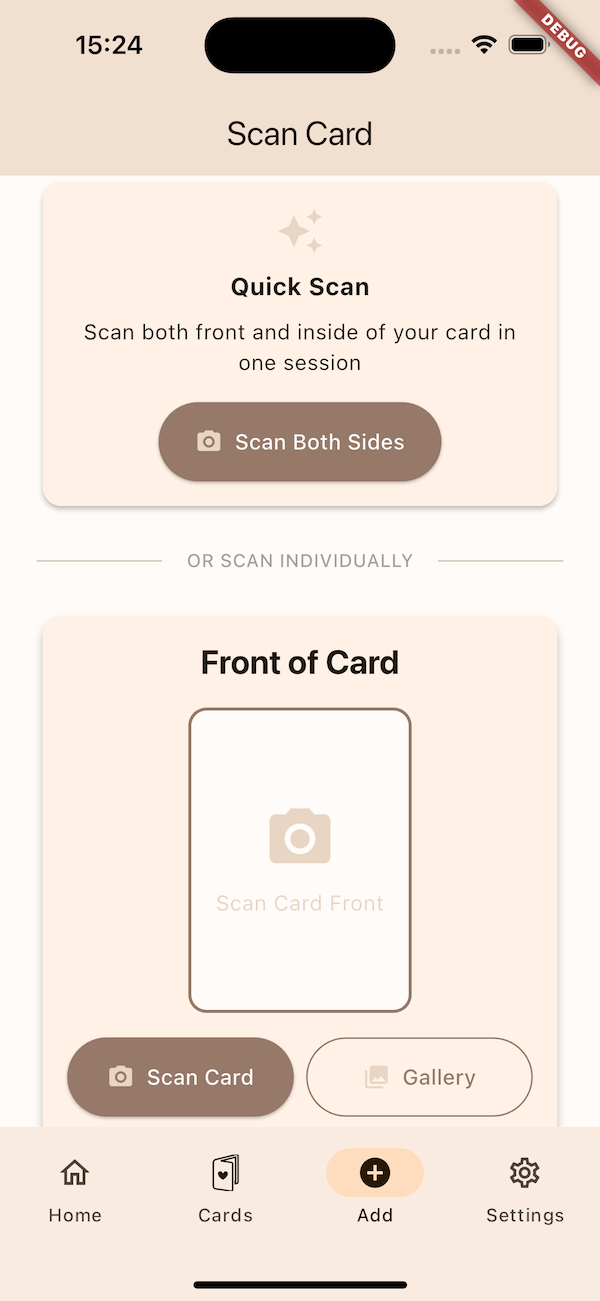 15:24
DEBUG
Scan Card
Quick Scan
Scan both front and inside of your card in
one session
Scan Both Sides
OR SCAN INDIVIDUALLY
Front of Card
Scan Card Front
Scan Card
Gallery
Home
Cards
Add
Settings